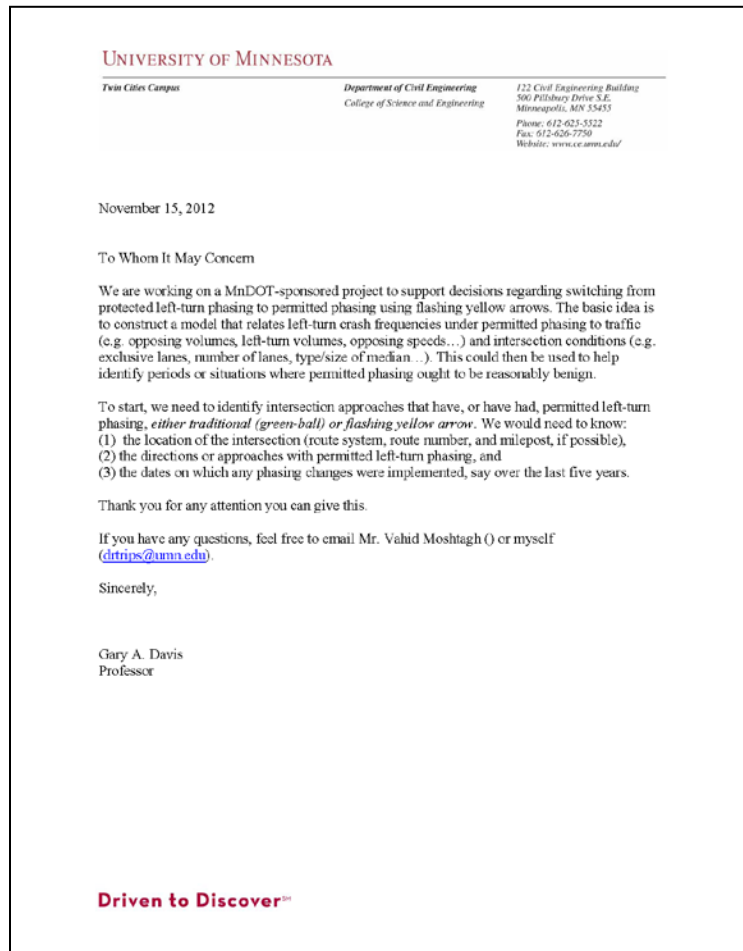 UNIVERSITY OF MINNESOTA
Twin Cities Campus
Department of Civil Engineering
College of Science and Engineering
122 Civil Engineering Building
500 Pillsbury Drive S.E.
Minneapolis, MN 55455
Phone: 612-625-5522
Fax: 612-626-7750
Website: www.ce.umn.edu/
November 15, 2012
To Whom It May Concern
We are working on a MnDOT-sponsored project to support decisions regarding switching from
protected left-turn phasing to permitted phasing using flashing yellow arrows. The basic idea is
to construct a model that relates left-turn crash frequencies under permitted phasing to traffic
(e.g. opposing volumes, left-turn volumes, opposing speeds…) and intersection conditions (e.g.
exclusive lanes, number of lanes, type/size of median…). This could then be used to help
identify periods or situations where permitted phasing ought to be reasonably benign.
To start, we need to identify intersection approaches that have, or have had, permitted left-turn
phasing, either traditional (green-ball) or flashing yellow arrow. We would need to know:
(1) the location of the intersection (route system, route number, and milepost, if possible),
(2) the directions or approaches with permitted left-turn phasing, and
(3) the dates on which any phasing changes were implemented, say over the last five years.
Thank you for any attention you can give this.
If you have any questions, feel free to email Mr. Vahid Moshtagh () or myself
(drtrips@umn.edu).
Sincerely,
Gary A. Davis
Professor
Driven to Discover℠